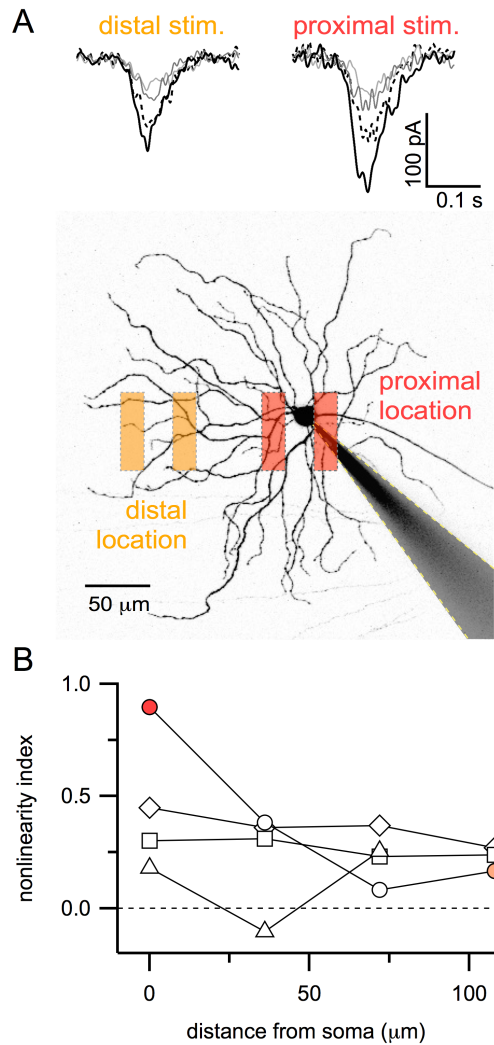 A
distal stim.
proximal stim.
100 pA
0.1 s
proximal
location
distal
location
50 μm
B
1.0
0.5
0.0
nonlinearity index
0
50
100
distance from soma (μm)